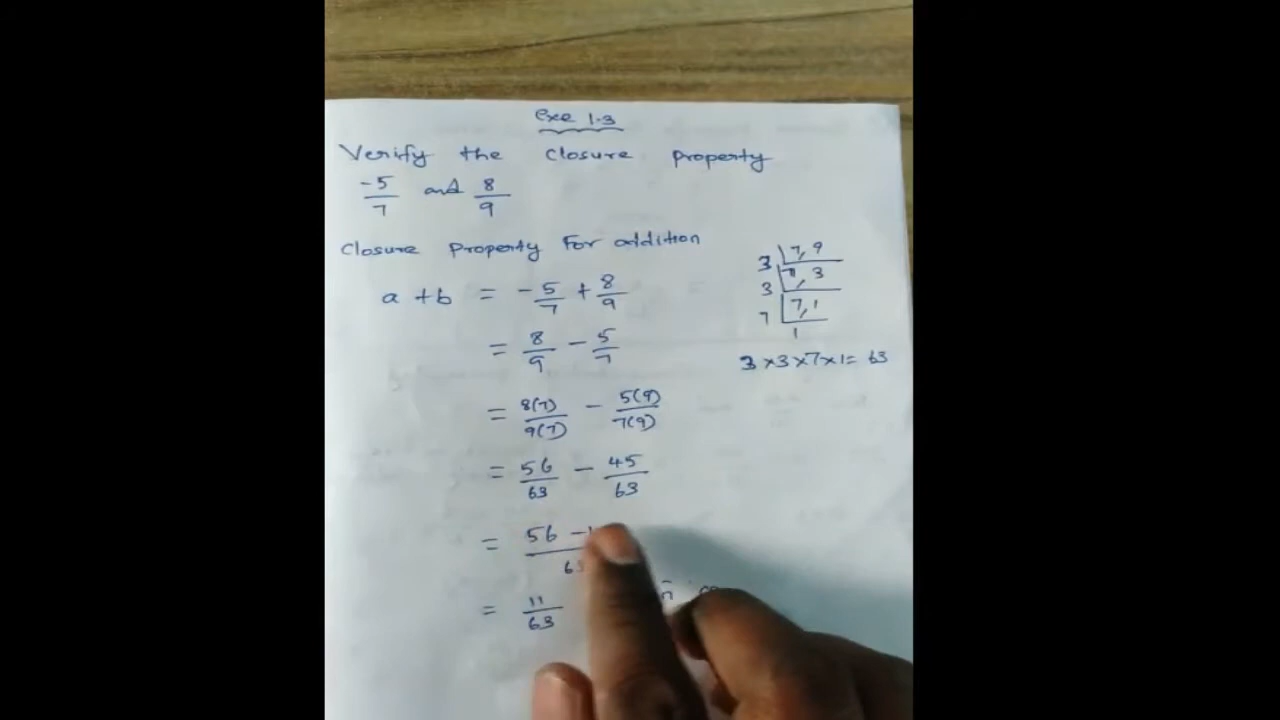 Exe 1.3
Verify the closure property
-5/7 and 8/9
Closure property for addition
a + b = -5/7 + 8/9
= 8/9 - 5/7
= 8(7)/9(7) - 5(9)/7(9)
= 56/63 - 45/63
= 56 -
= 11/63
3 | 7, 9
3 | 7, 3
7 | 7, 1
1
3 x 3 x 7 x 1 = 63